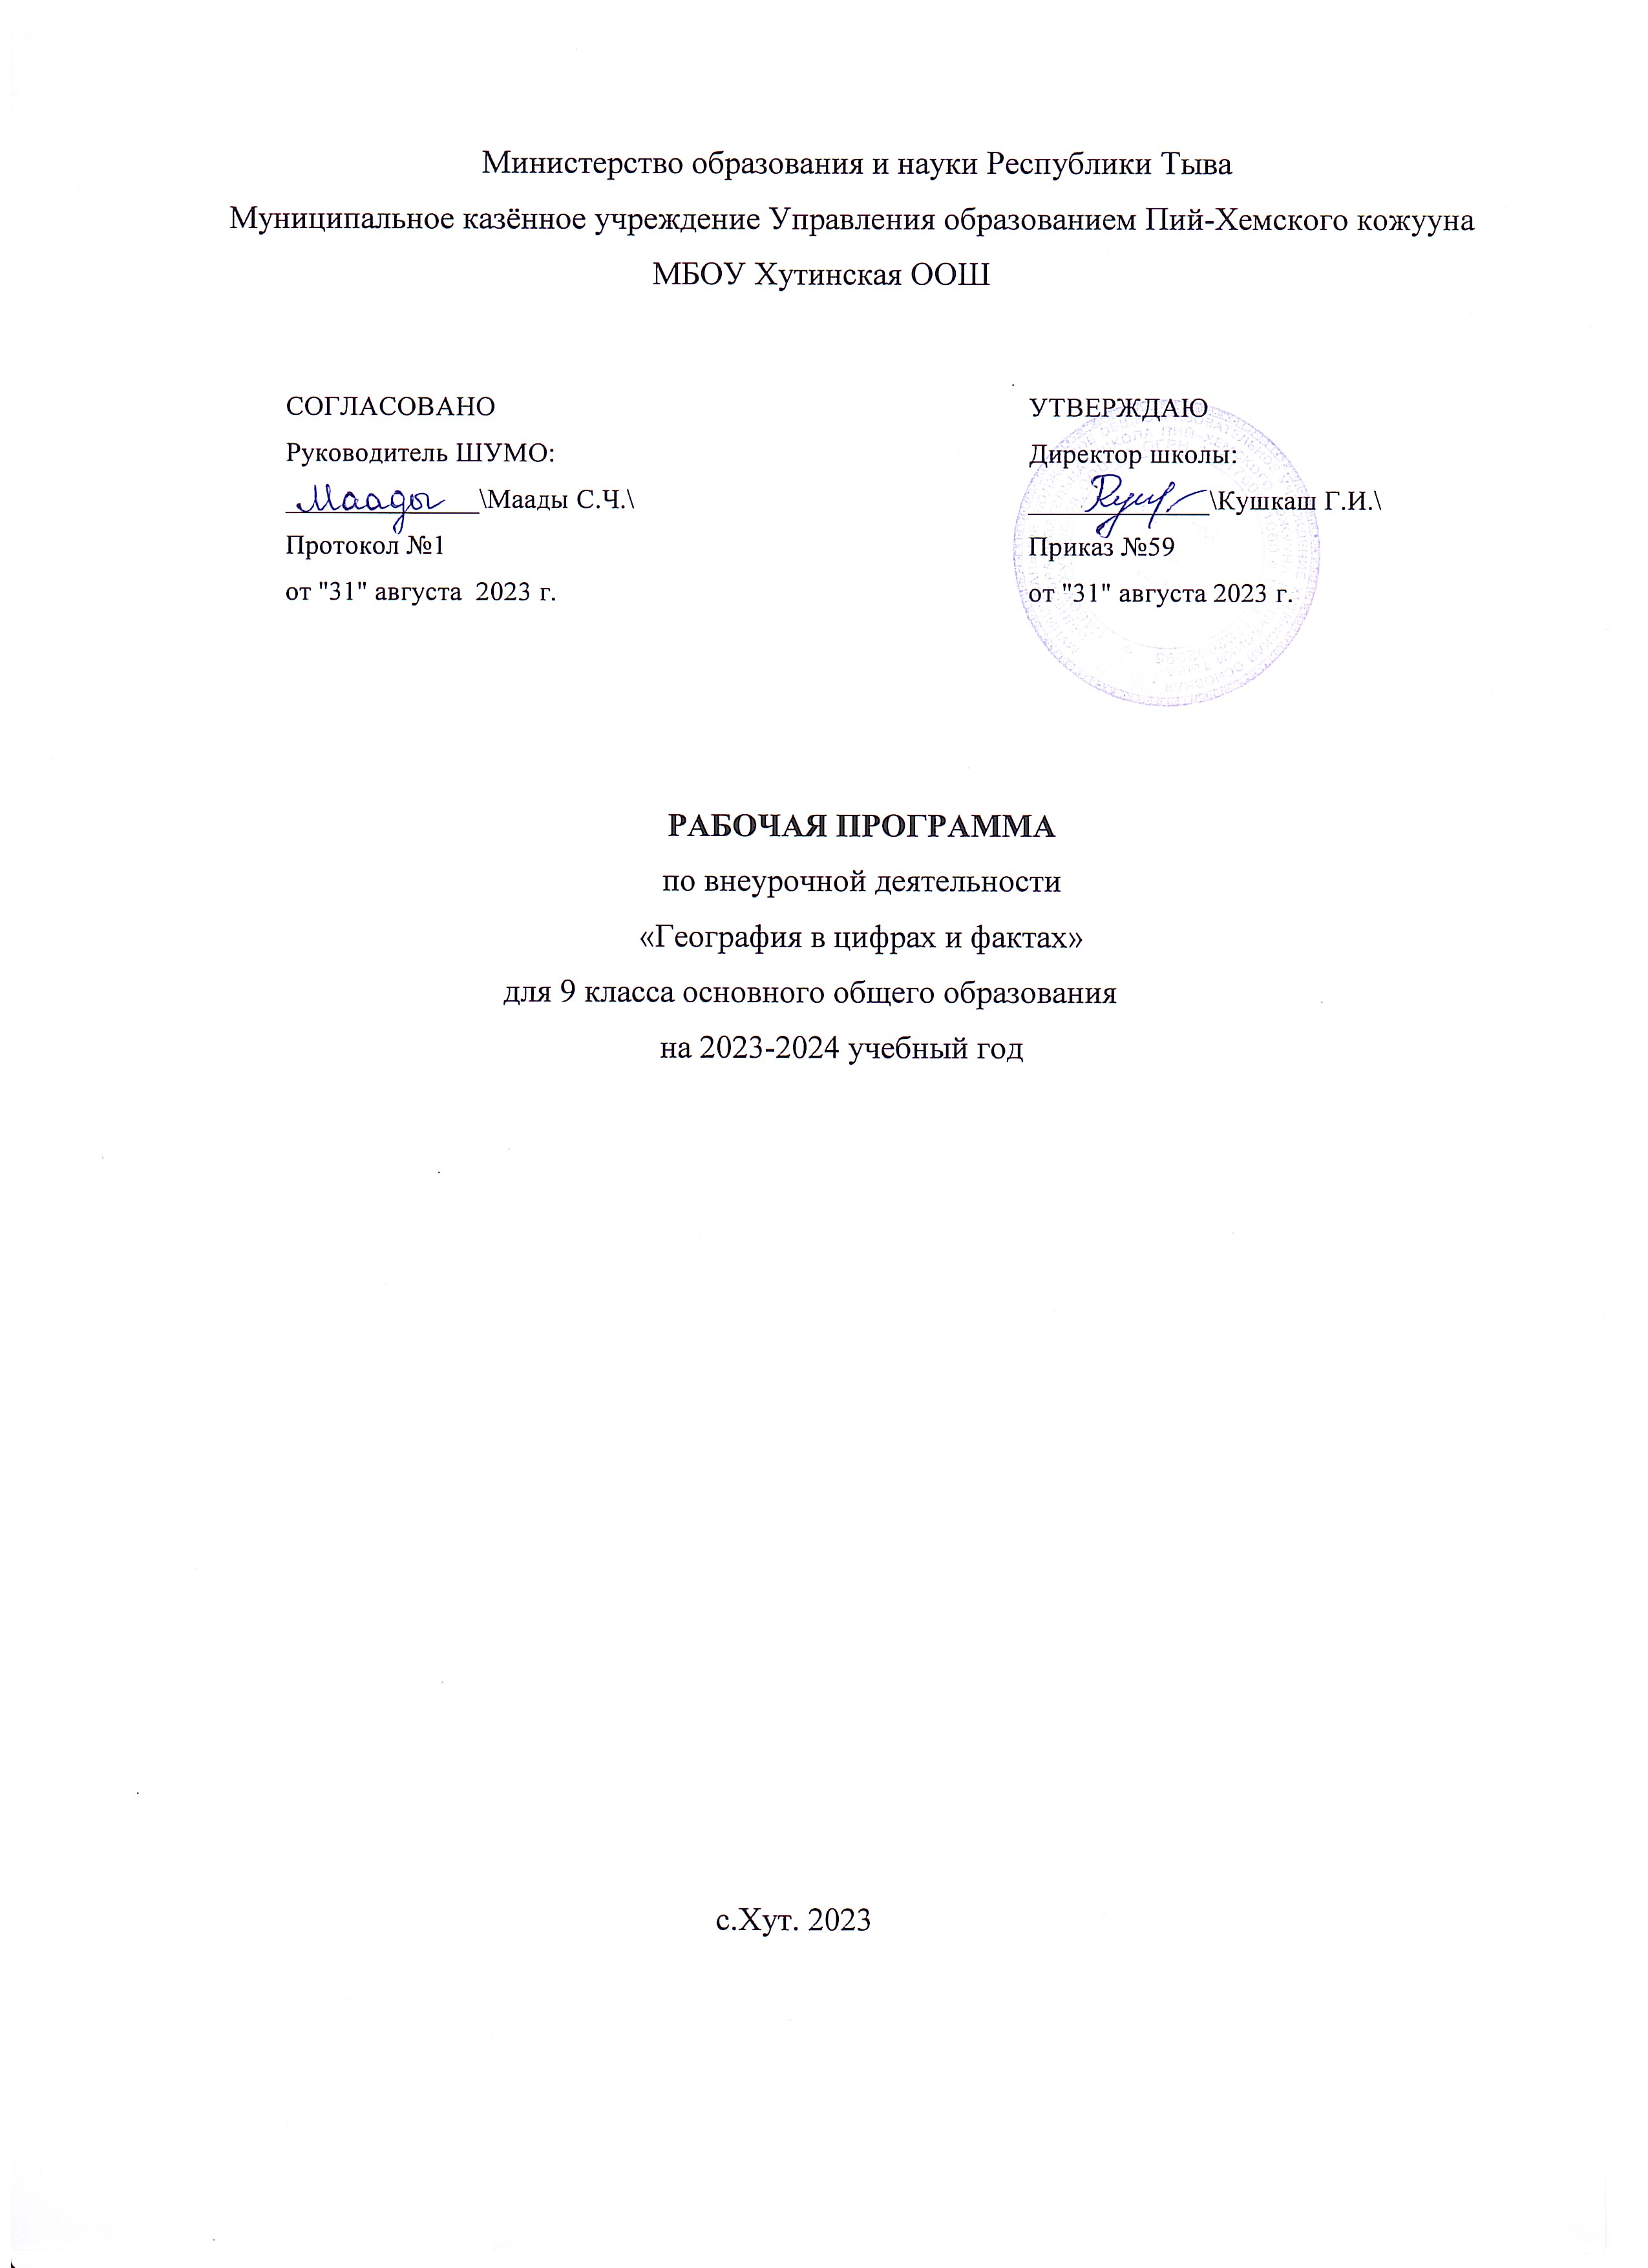 Министерство образования и науки Республики Тыва
Муниципальное казённое учреждение Управления образованием Пий-Хемского кожууна
МБОУ Хутинская ООШ
СОГЛАСОВАНО
Руководитель ШУМО:
Маады \Маады С.Ч.\
Протокол №1
от "31" августа 2023 г.
УТВЕРЖДАЮ
Директор школы:
\Кушкаш Г.И.\
Приказ №59
от "31" августа 2023 г.
РАБОЧАЯ ПРОГРАММА
по внеурочной деятельности
«География в цифрах и фактах»
для 9 класса основного общего образования
на 2023-2024 учебный год
с.Хут. 2023